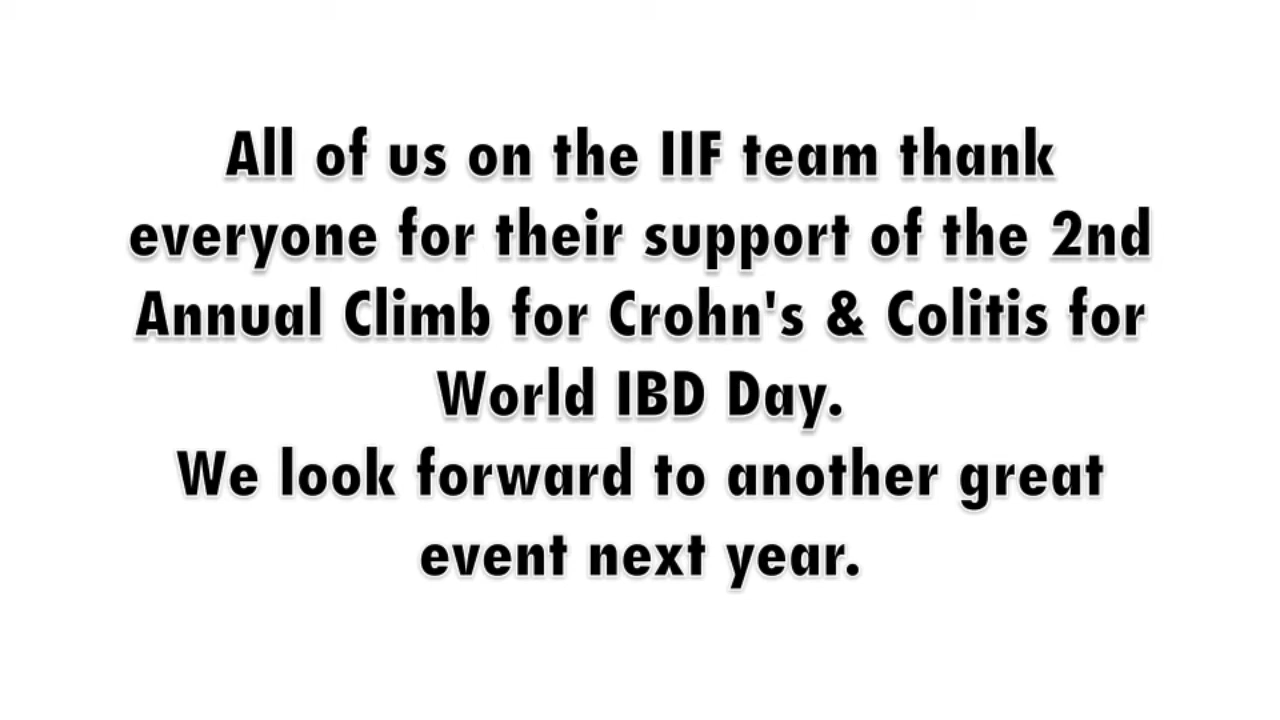 All of us on the IIF team thank
everyone for their support of the 2nd
Annual Climb for Crohn's & Colitis for
World IBD Day.
We look forward to another great
event next year.